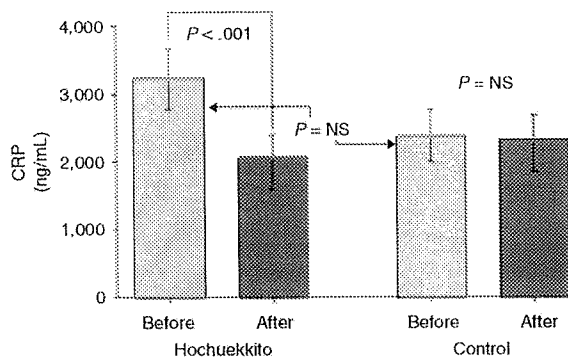 4,000
3,000
2,000
1,000
0
CRP
(ng/mL)
P < .001
P = NS
P = NS
Before
After
Before
After
Hochuekkito
Control